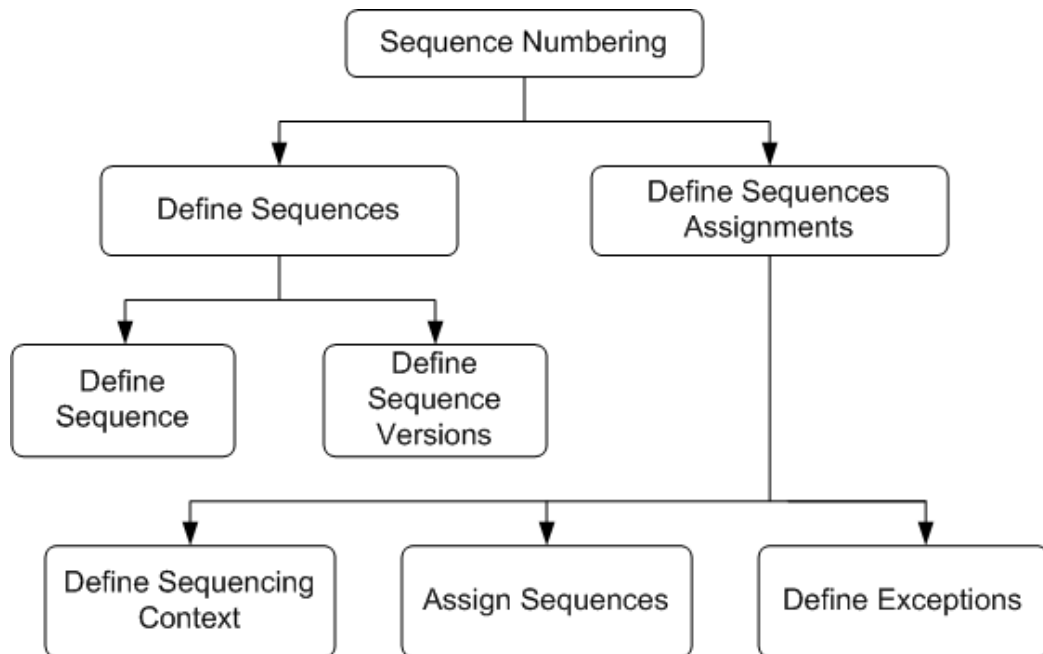 Sequence Numbering
Define Sequences
Define Sequences
Assignments
Define
Sequence
Define
Sequence
Versions
Define Sequencing
Context
Assign Sequences
Define Exceptions